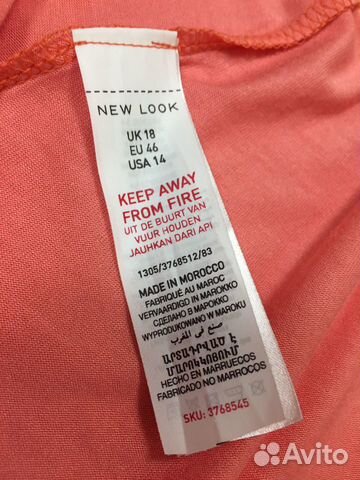 NEW LOOK
UK 18
EU 46
USA 14
KEEP AWAY
FROM FIRE
UIT DE BUURT VAN
VUUR HOUDEN
JAUHKAN DARI API
1305/3768512/83
MADE IN MOROCCO
FABRIQUÉ AU MAROC
VERVAARDIGD IN MAROKKO
СДЕЛАНО В МАРОККО
WYPRODUKOWANO W MAROKU
صنع في المغرب
ԱՐՏԱԴՐՎԱԾ Է
ՄԱՐՈԿԿՈՅՈՒՄ
HECHO EN MARRUECOS
FABRICADO NO MARROCOS
SKU: 3768545
Avito